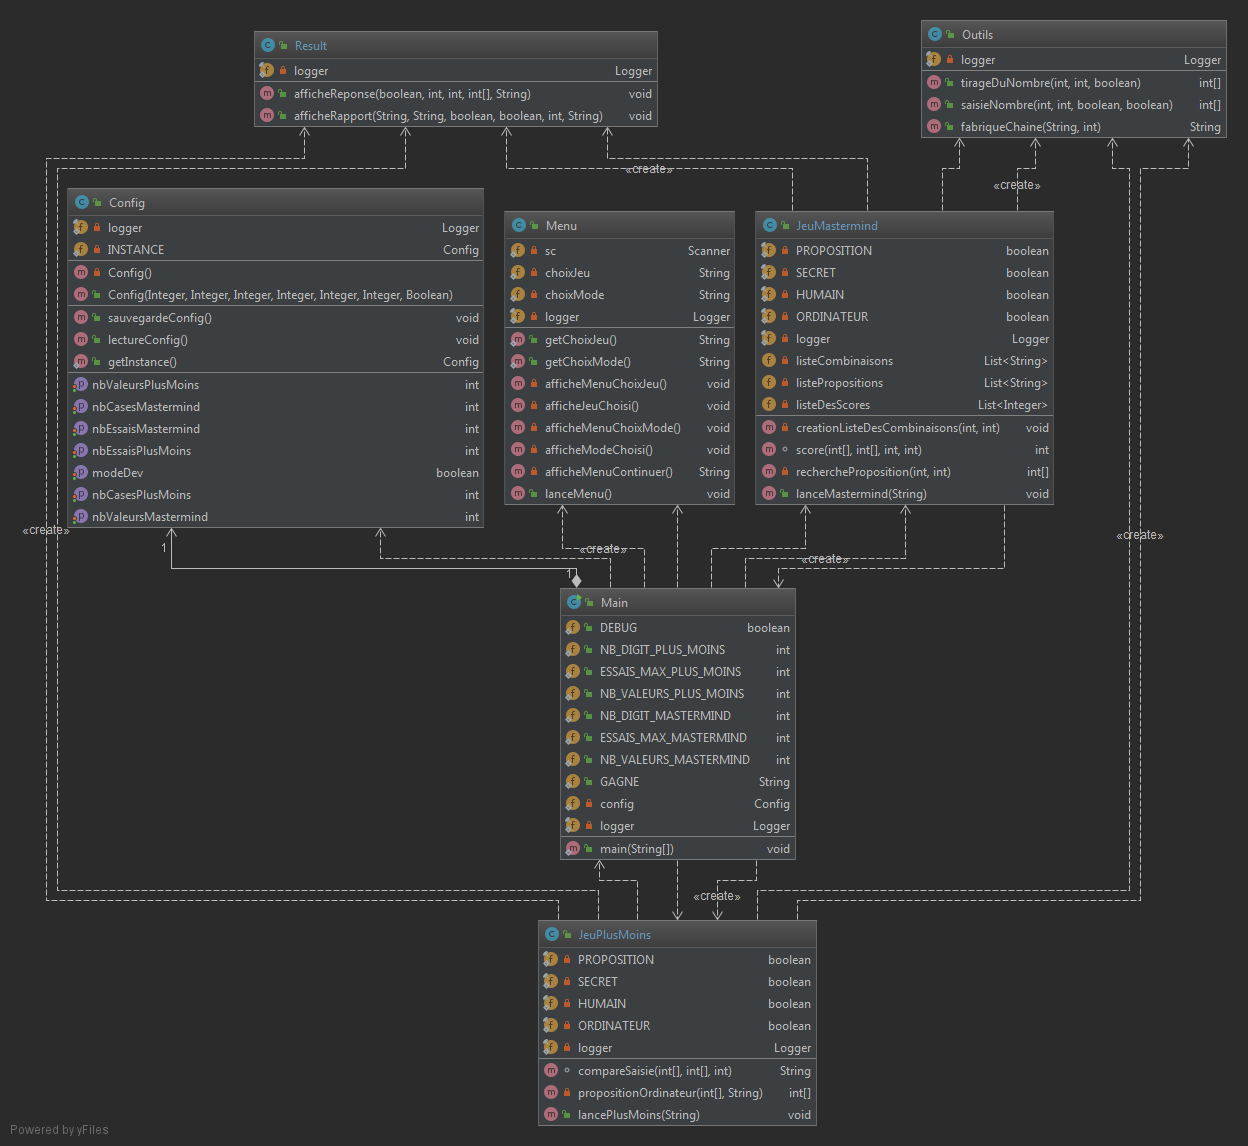 Result
logger Logger
afficheReponse(boolean, int, int, int[], String) void
afficheRapport(String, String, boolean, boolean, int, String) void
Outils
logger Logger
tirageDuNombre(int, int, boolean) int[]
saisieNombre(int, int, boolean, boolean) int[]
fabriqueChaine(String, int) String
«create»
«create»
Config
logger Logger
INSTANCE Config
Config()
Config(Integer, Integer, Integer, Integer, Integer, Integer, Boolean)
sauvegardeConfig() void
lectureConfig() void
getInstance() Config
nbValeursPlusMoins int
nbCasesMastermind int
nbEssaisMastermind int
nbEssaisPlusMoins int
modeDev boolean
nbCasesPlusMoins int
nbValeursMastermind int
Menu
sc Scanner
choixJeu String
choixMode String
logger Logger
getChoixJeu() String
getChoixMode() String
afficheMenuChoixJeu() void
afficheJeuChoisi() void
afficheMenuChoixMode() void
afficheModeChoisi() void
afficheMenuContinuer() String
lanceMenu() void
JeuMastermind
PROPOSITION boolean
SECRET boolean
HUMAIN boolean
ORDINATEUR boolean
logger Logger
listeCombinaisons List<String>
listePropositions List<String>
listeDesScores List<Integer>
creationListeDesCombinaisons(int, int) void
score(int[], int[], int, int) int
rechercheProposition(int, int) int[]
lanceMastermind(String) void
«create»
«create»
1
«create»
«create»
1
Main
DEBUG boolean
NB_DIGIT_PLUS_MOINS int
ESSAIS_MAX_PLUS_MOINS int
NB_VALEURS_PLUS_MOINS int
NB_DIGIT_MASTERMIND int
ESSAIS_MAX_MASTERMIND int
NB_VALEURS_MASTERMIND int
GAGNE String
config Config
logger Logger
main(String[]) void
«create»
JeuPlusMoins
PROPOSITION boolean
SECRET boolean
HUMAIN boolean
ORDINATEUR boolean
logger Logger
compareSaisie(int[], int[], int) String
propositionOrdinateur(int[], String) int[]
lancePlusMoins(String) void
Powered by yFiles